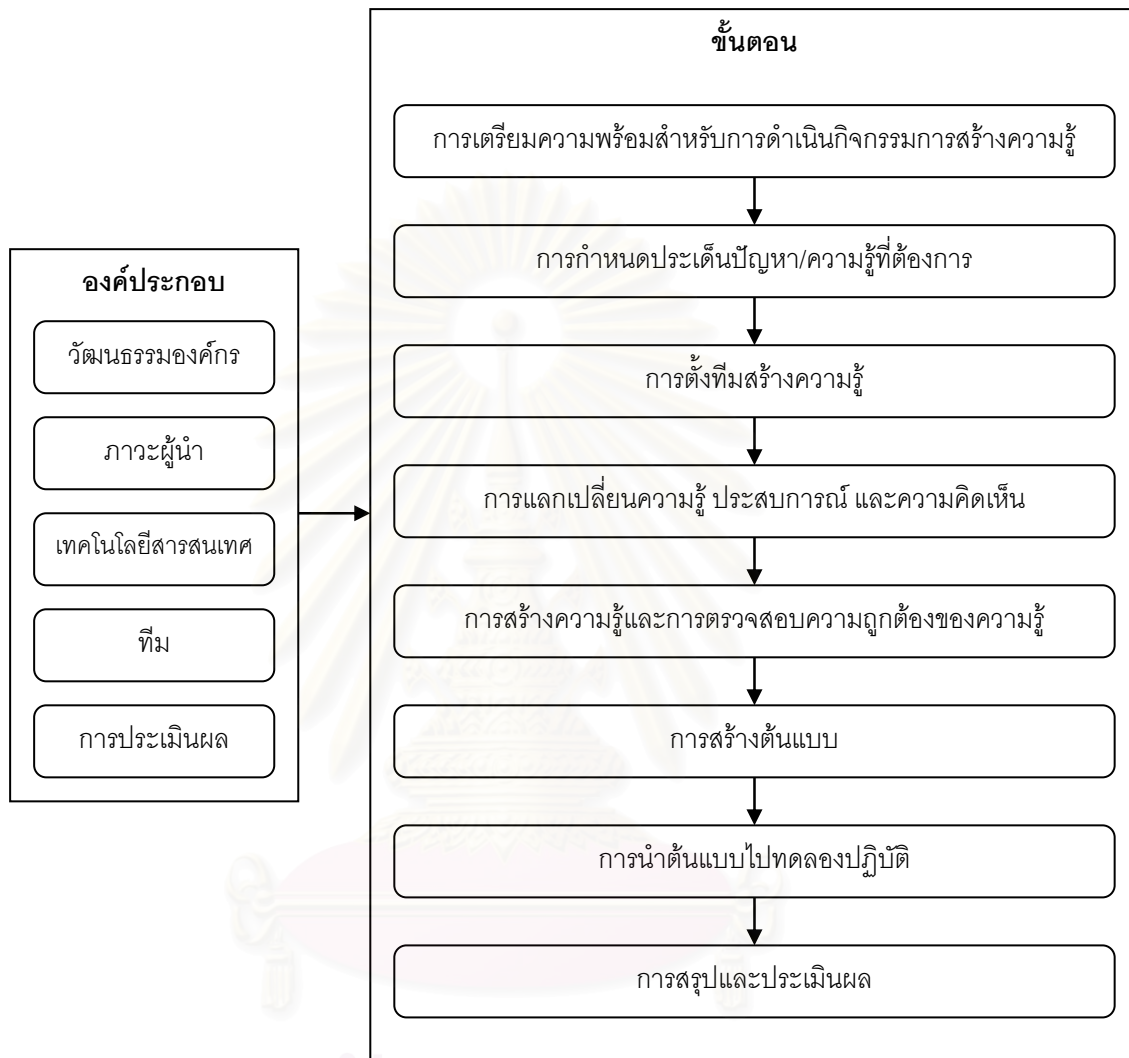 องค์ประกอบ
วัฒนธรรมองค์กร
ภาวะผู้นำ
เทคโนโลยีสารสนเทศ
ทีม
การประเมินผล
ขั้นตอน
การเตรียมความพร้อมสำหรับการดำเนินกิจกรรมการสร้างความรู้
การกำหนดประเด็นปัญหา/ความรู้ที่ต้องการ
การตั้งทีมสร้างความรู้
การแลกเปลี่ยนความรู้ ประสบการณ์ และความคิดเห็น
การสร้างความรู้และการตรวจสอบความถูกต้องของความรู้
การสร้างต้นแบบ
การนำต้นแบบไปทดลองปฏิบัติ
การสรุปและประเมินผล